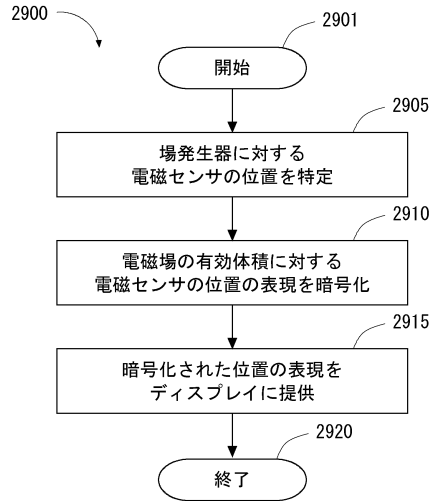 2900
2901
開始
2905
場発生器に対する
電磁センサの位置を特定
2910
電磁場の有効体積に対する
電磁センサの位置の表現を暗号化
2915
暗号化された位置の表現を
ディスプレイに提供
2920
終了